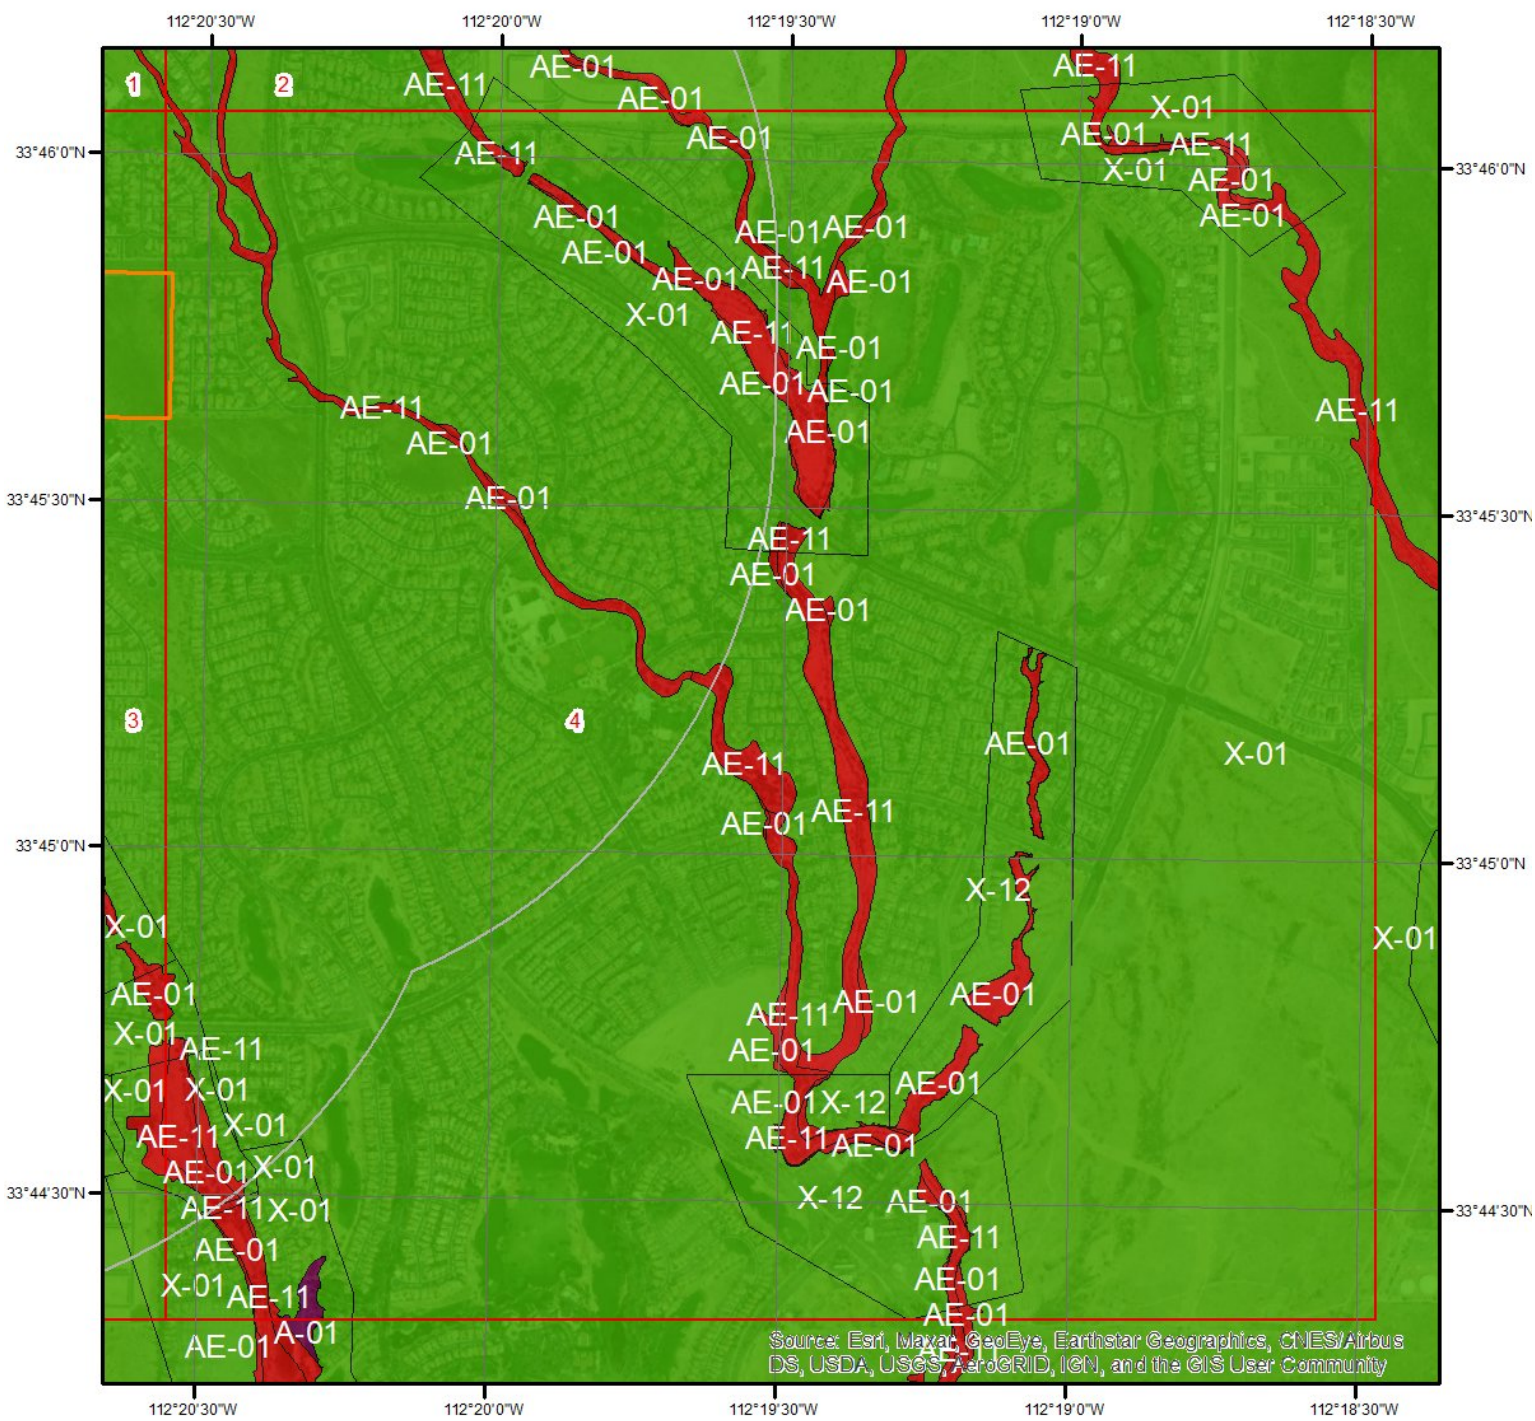 112°20'30"W 112°20'0"W 112°19'30"W 112°19'0"W 112°18'30"W
AE-01
AE-11
1 2 AE-11
AE-01
X-01
AE-01
AE-01
AE-11
33°46'0"N AE-11
33°46'0"N
X-01
AE-01
AE-01
AE-01
AE-01
AE-01
AE-01
AE-11
AE-01
AE-01
AE-01
X-01
AE-11
AE-01
AE-01
AE-01
AE-11
AE-11
AE-01
AE-01
33°45'30"N AE-01
33°45'30"N
AE-11
AE-01
AE-01
3 4
AE-01
X-01
AE-11
AE-11
AE-01
33°45'0"N
33°45'0"N
X-12
X-01
X-01
AE-01
AE-01
AE-01
AE-11
X-01
AE-11
AE-01
AE-01
X-01 X-01
AE-01 X-12
X-01
AE-11
AE-11
AE-01
X-01
AE-01
33°44'30"N
X-12
AE-01
AE-11
X-01
33°44'30"N
AE-11
AE-01
X-01
AE-01
AE-11
AE-01
A-01
AE-01
Source: Esri, Maxar, GeoEye, Earthstar Geographics, CNES/Airbus
DS, USDA, USGS, AeroGRID, IGN, and the GIS User Community
112°20'30"W 112°20'0"W 112°19'30"W 112°19'0"W 112°18'30"W